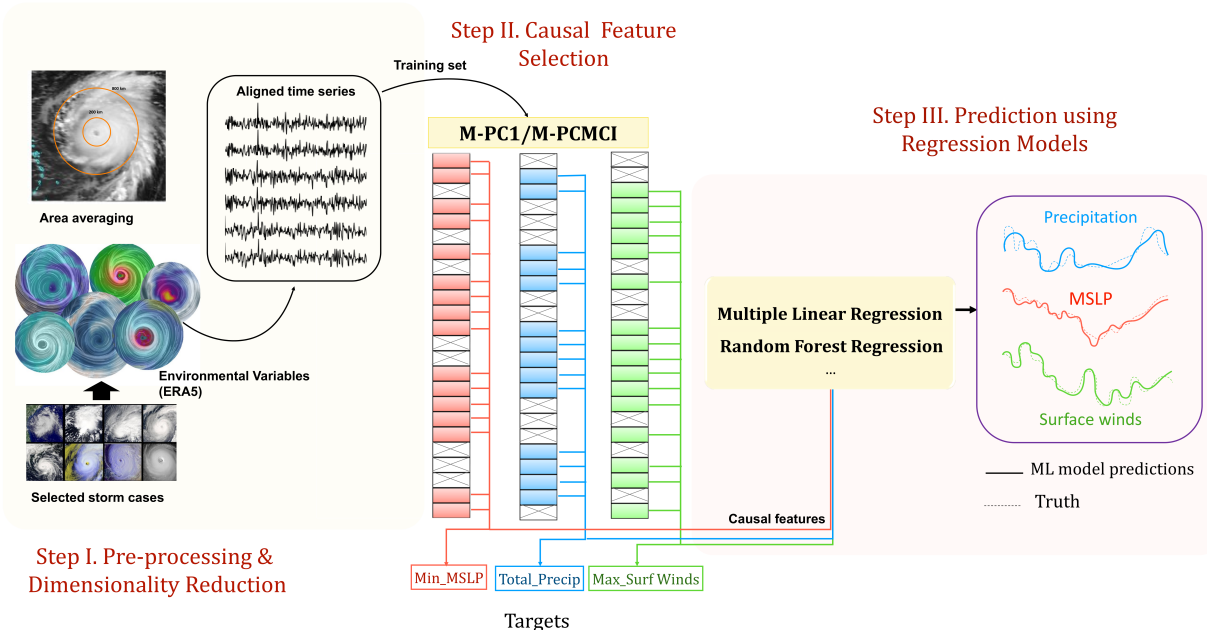 Step II. Causal Feature
Selection
Training set
Aligned time series
800 km
200 km
Area averaging
M-PC1/M-PCMCI
Step III. Prediction using
Regression Models
Precipitation
MSLP
Surface winds
Multiple Linear Regression
Random Forest Regression
...
Environmental Variables
(ERA5)
Selected storm cases
ML model predictions
Truth
Causal features
Step I. Pre-processing &
Dimensionality Reduction
Min_MSLP
Total_Precip
Max_Surf Winds
Targets